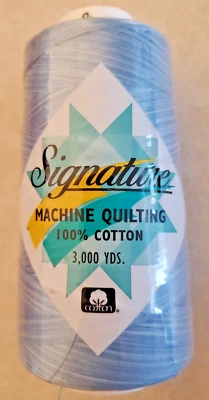 Signature
MACHINE QUILTING
100% COTTON
3,000 YDS.
cotton®